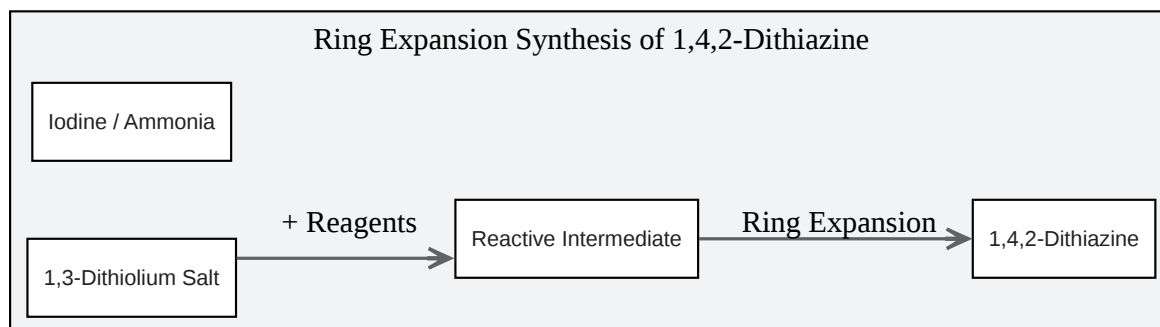 Ring Expansion Synthesis of 1,4,2-Dithiazine
Iodine / Ammonia
+ Reagents
Ring Expansion
Reactive Intermediate
1,4,2-Dithiazine
1,3-Dithiolium Salt